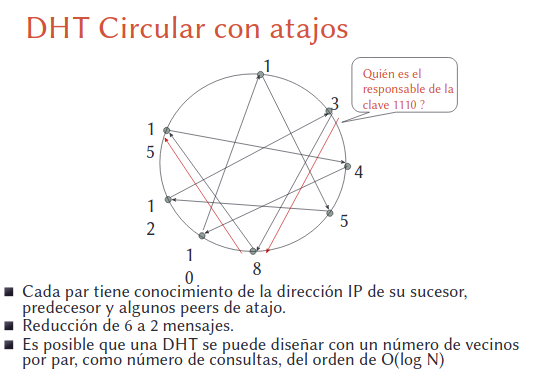 DHT Circular con atajos
1
Quién es el
responsable de la
clave 1110 ?
3
1
5
4
1
2
5
1
0
8
Cada par tiene conocimiento de la dirección IP de su sucesor,
predecesor y algunos peers de atajo.
Reducción de 6 a 2 mensajes.
Es posible que una DHT se puede diseñar con un número de vecinos
por par, como número de consultas, del orden de O(log N)